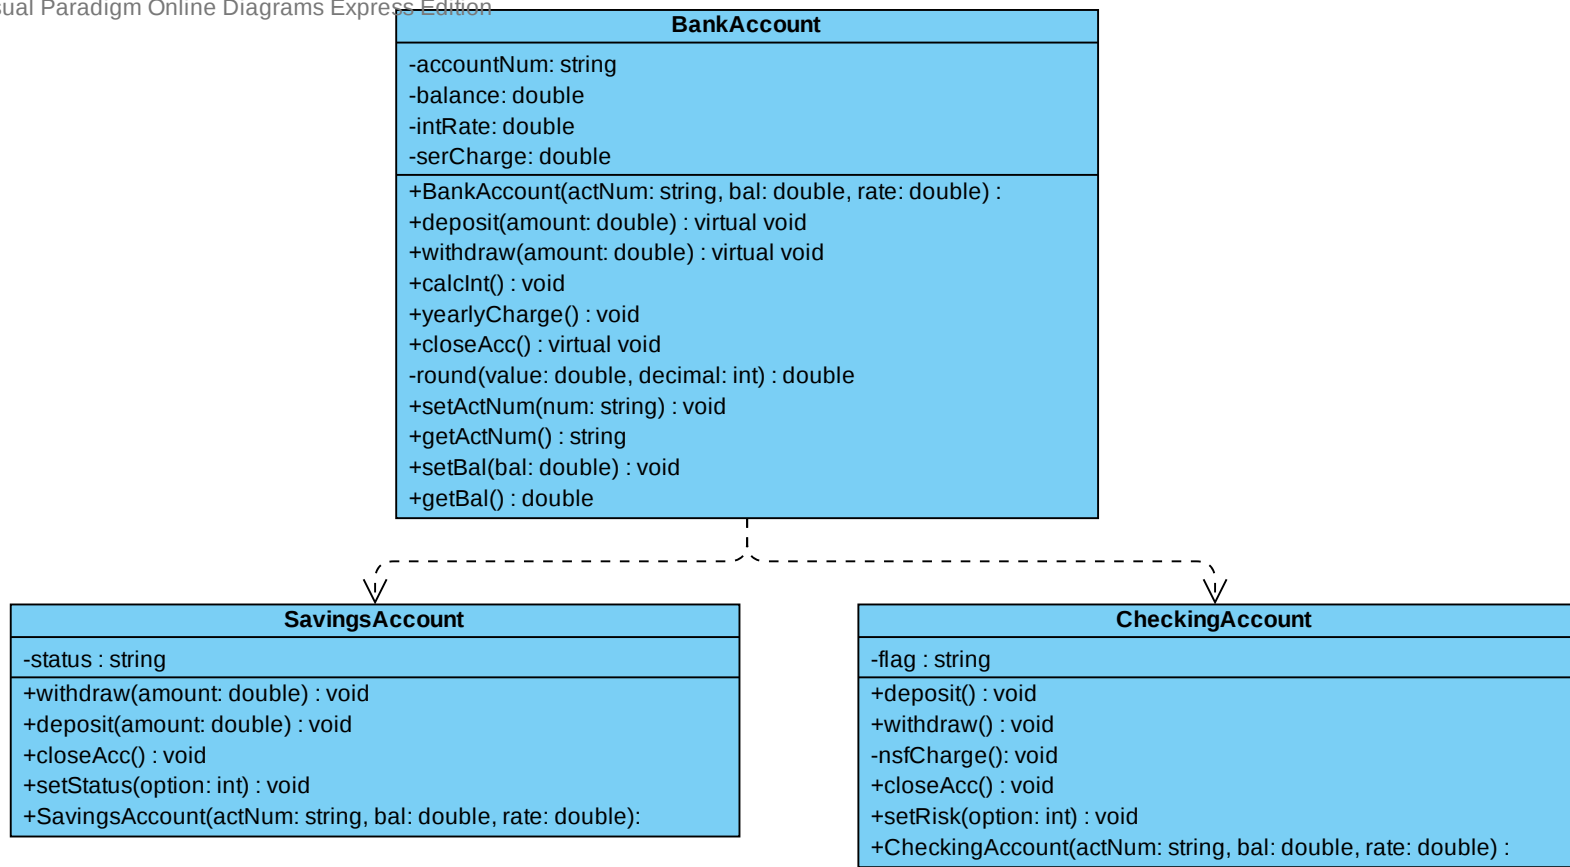 sual Paradigm Online Diagrams Express Edition
BankAccount
-accountNum: string
-balance: double
-intRate: double
-serCharge: double
+BankAccount(actNum: string, bal: double, rate: double) :
+deposit(amount: double) : virtual void
+withdraw(amount: double) : virtual void
+calcInt() : void
+yearlyCharge() : void
+closeAcc() : virtual void
-round(value: double, decimal: int) : double
+setActNum(num: string) : void
+getActNum() : string
+setBal(bal: double) : void
+getBal() : double
SavingsAccount
-status : string
+withdraw(amount: double) : void
+deposit(amount: double) : void
+closeAcc() : void
+setStatus(option: int) : void
+SavingsAccount(actNum: string, bal: double, rate: double):
CheckingAccount
-flag : string
+deposit() : void
+withdraw() : void
-nsfCharge(): void
+closeAcc() : void
+setRisk(option: int) : void
+CheckingAccount(actNum: string, bal: double, rate: double) :